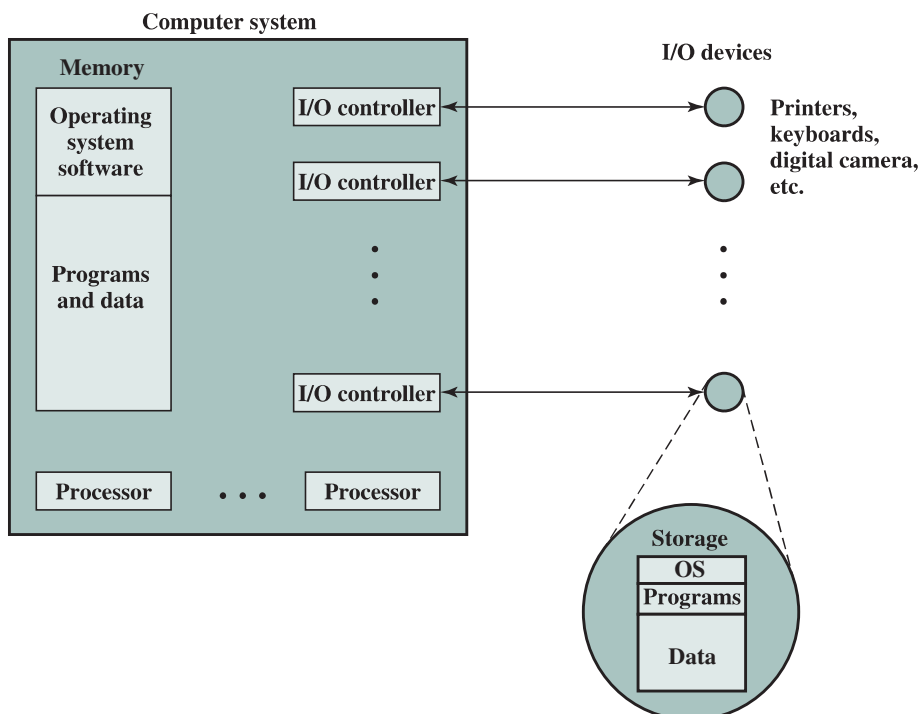 Computer system
Memory
Operating
system
software
Programs
and data
I/O controller
I/O controller
I/O controller
Processor
Processor
I/O devices
Printers,
keyboards,
digital camera,
etc.
Storage
OS
Programs
Data